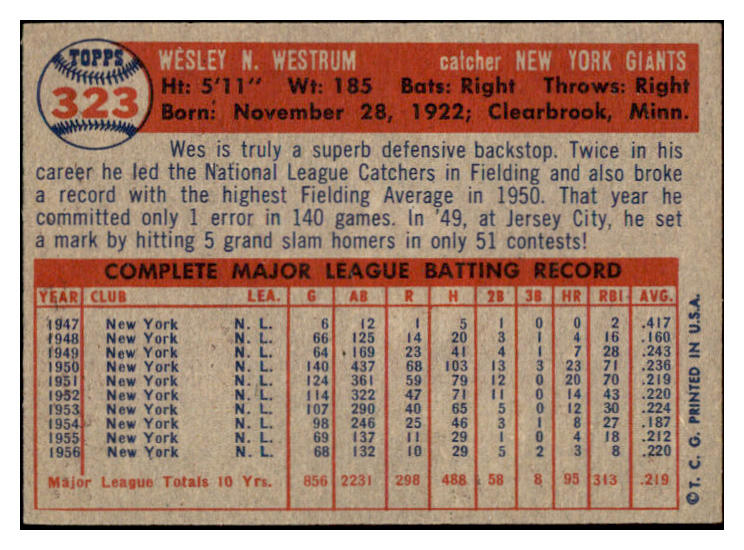 TOPPS
323
WESLEY N. WESTRUM catcher NEW YORK GIANTS
Ht: 5'11" Wt: 185 Bats: Right Throws: Right
Born: November 28, 1922; Clearbrook, Minn.
Wes is truly a superb defensive backstop. Twice in his
career he led the National League Catchers in Fielding and also broke
a record with the highest Fielding Average in 1950. That year he
committed only 1 error in 140 games. In '49, at Jersey City, he set
a mark by hitting 5 grand slam homers in only 51 contests!
COMPLETE MAJOR LEAGUE BATTING RECORD
YEAR CLUB LEA. G AB R H 2B 3B HR RBI AVG.
1947 New York N. L. 6 12 1 5 1 0 0 2 .417
1948 New York N. L. 66 125 14 20 3 1 4 16 .160
1949 New York N. L. 64 169 23 41 4 1 7 28 .243
1950 New York N. L. 140 437 68 103 13 3 23 71 .236
1951 New York N. L. 124 361 59 79 12 0 20 70 .219
1952 New York N. L. 114 322 47 71 11 0 14 43 .220
1953 New York N. L. 107 290 40 65 5 0 12 30 .224
1954 New York N. L. 98 246 25 46 3 1 8 27 .187
1955 New York N. L. 69 137 11 29 1 0 4 18 .212
1956 New York N. L. 68 132 10 29 5 2 3 8 .220
Major League Totals 10 Yrs. 856 2231 298 488 58 8 95 313 .219
© T. C. G. PRINTED IN U.S.A.